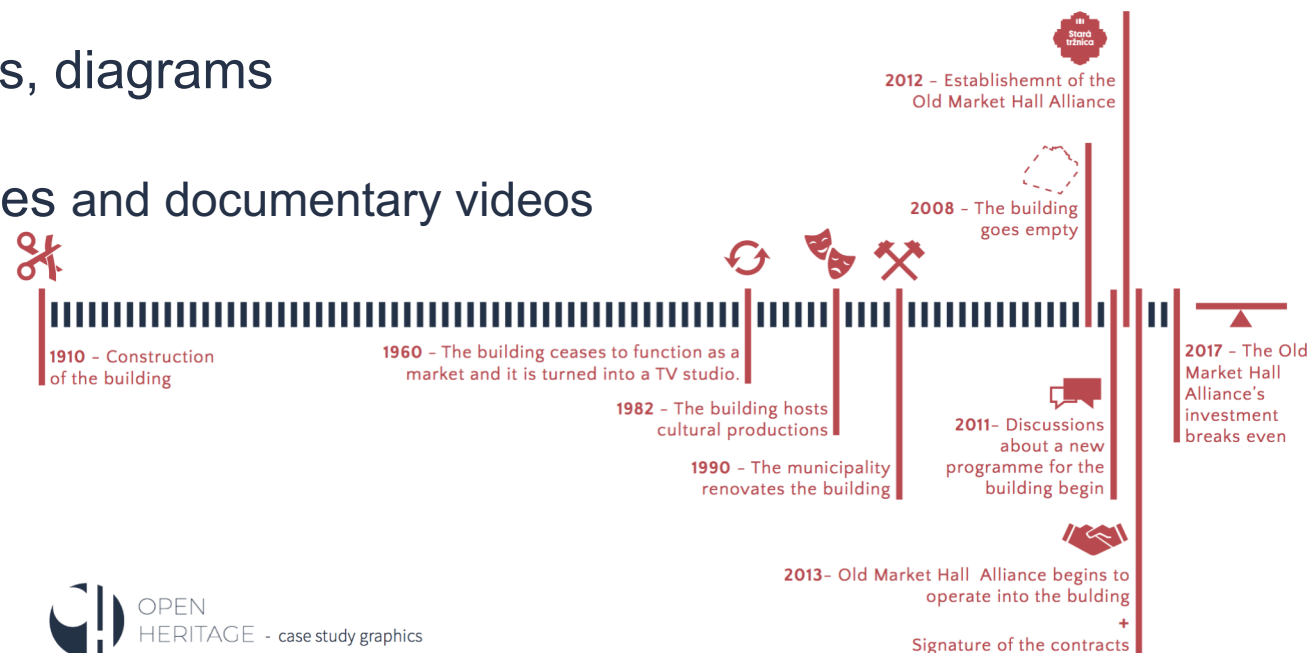 s, diagrams
es and documentary videos
Stará
tržnica
2012 - Establishemnt of the
Old Market Hall Alliance
2008 - The building
goes empty
1910 - Construction
of the building
1960 - The building ceases to function as a
market and it is turned into a TV studio.
1982 - The building hosts
cultural productions
1990 - The municipality
renovates the building
2011- Discussions
about a new
programme for the
building begin
2017 - The Old
Market Hall
Alliance's
investment
breaks even
2013- Old Market Hall Alliance begins to
operate into the bulding
+
Signature of the contracts
OPEN
HERITAGE - case study graphics